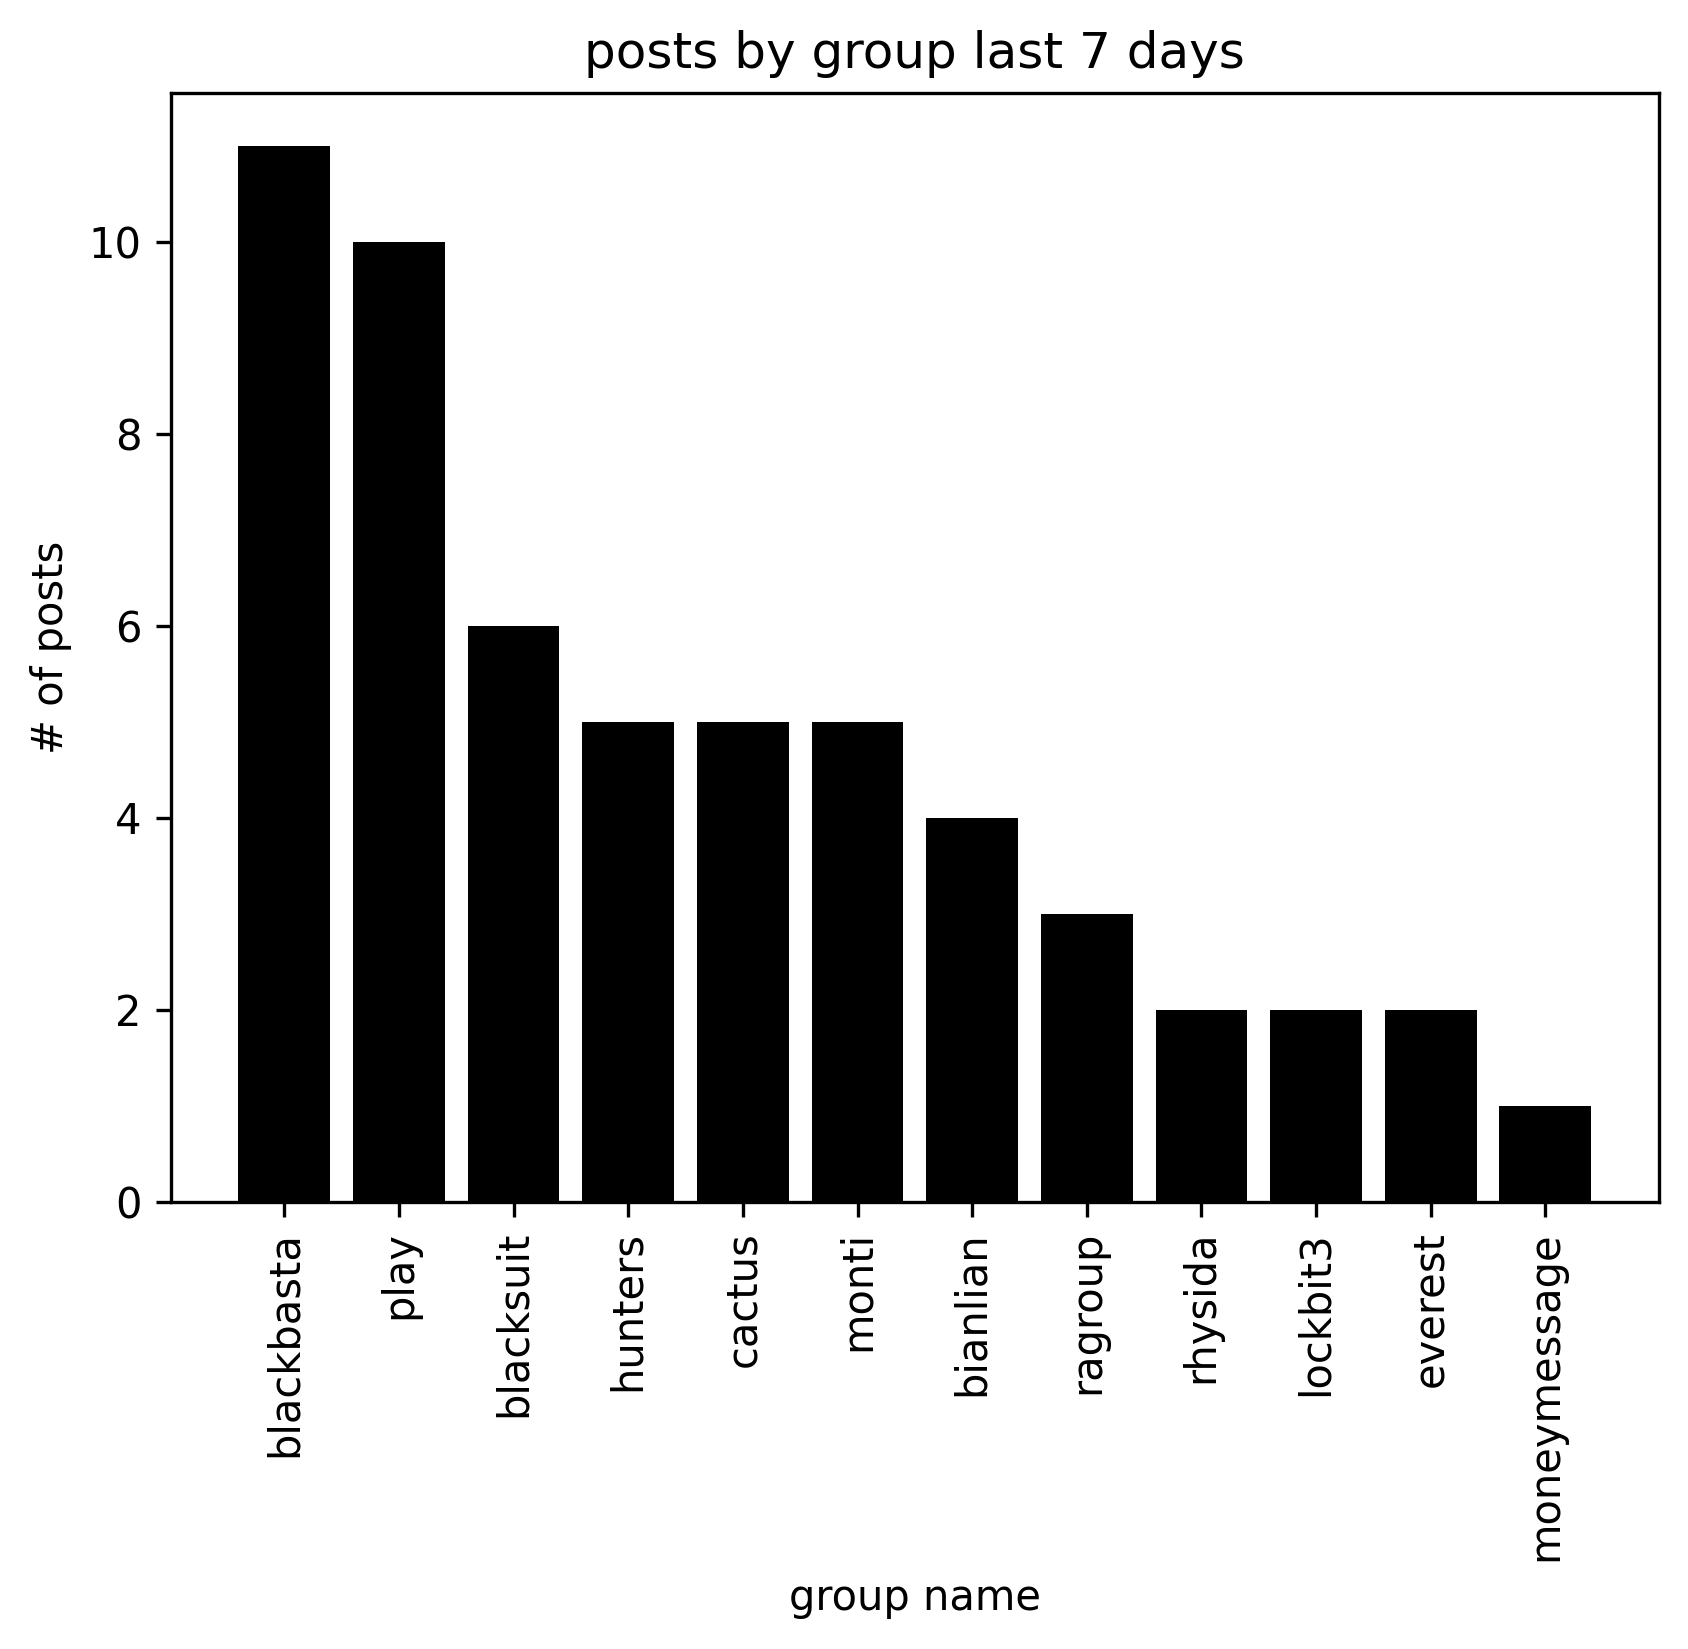 posts by group last 7 days
# of posts
10
8
6
4
2
0
blackbasta
play
blacksuit
hunters
cactus
monti
bianlian
ragroup
rhysida
lockbit3
everest
moneymessage
group name